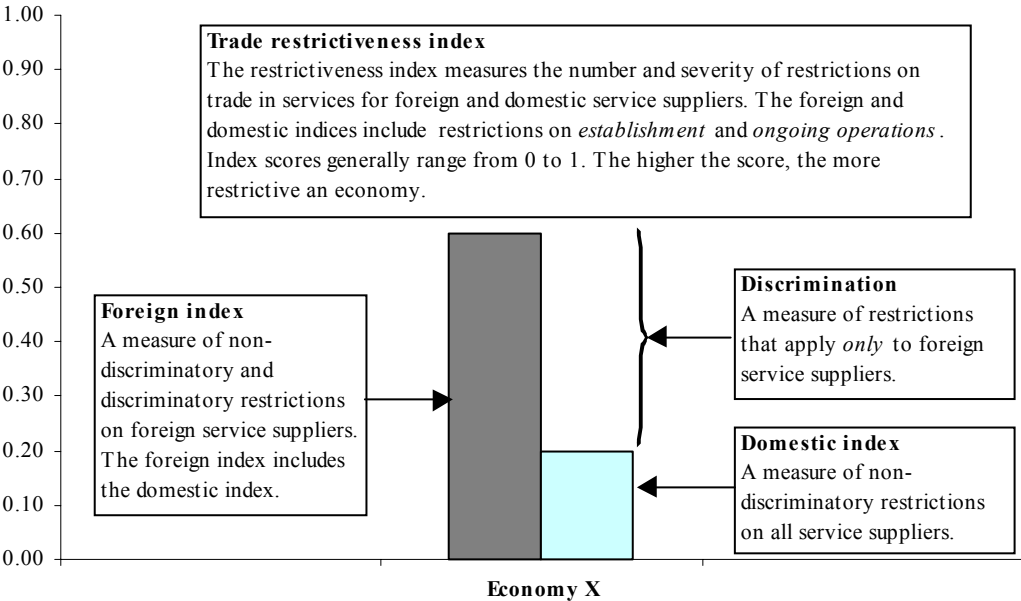 1.00
0.90
0.80
0.70
0.60
0.50
0.40
0.30
0.20
0.10
0.00
Trade restrictiveness index
The restrictiveness index measures the number and severity of restrictions on
trade in services for foreign and domestic service suppliers. The foreign and
domestic indices include restrictions on establishment and ongoing operations.
Index scores generally range from 0 to 1. The higher the score, the more
restrictive an economy.
Foreign index
A measure of non-
discriminatory and
discriminatory restrictions
on foreign service suppliers.
The foreign index includes
the domestic index.
Discrimination
A measure of restrictions
that apply only to foreign
service suppliers.
Domestic index
A measure of non-
discriminatory restrictions
on all service suppliers.
Economy X